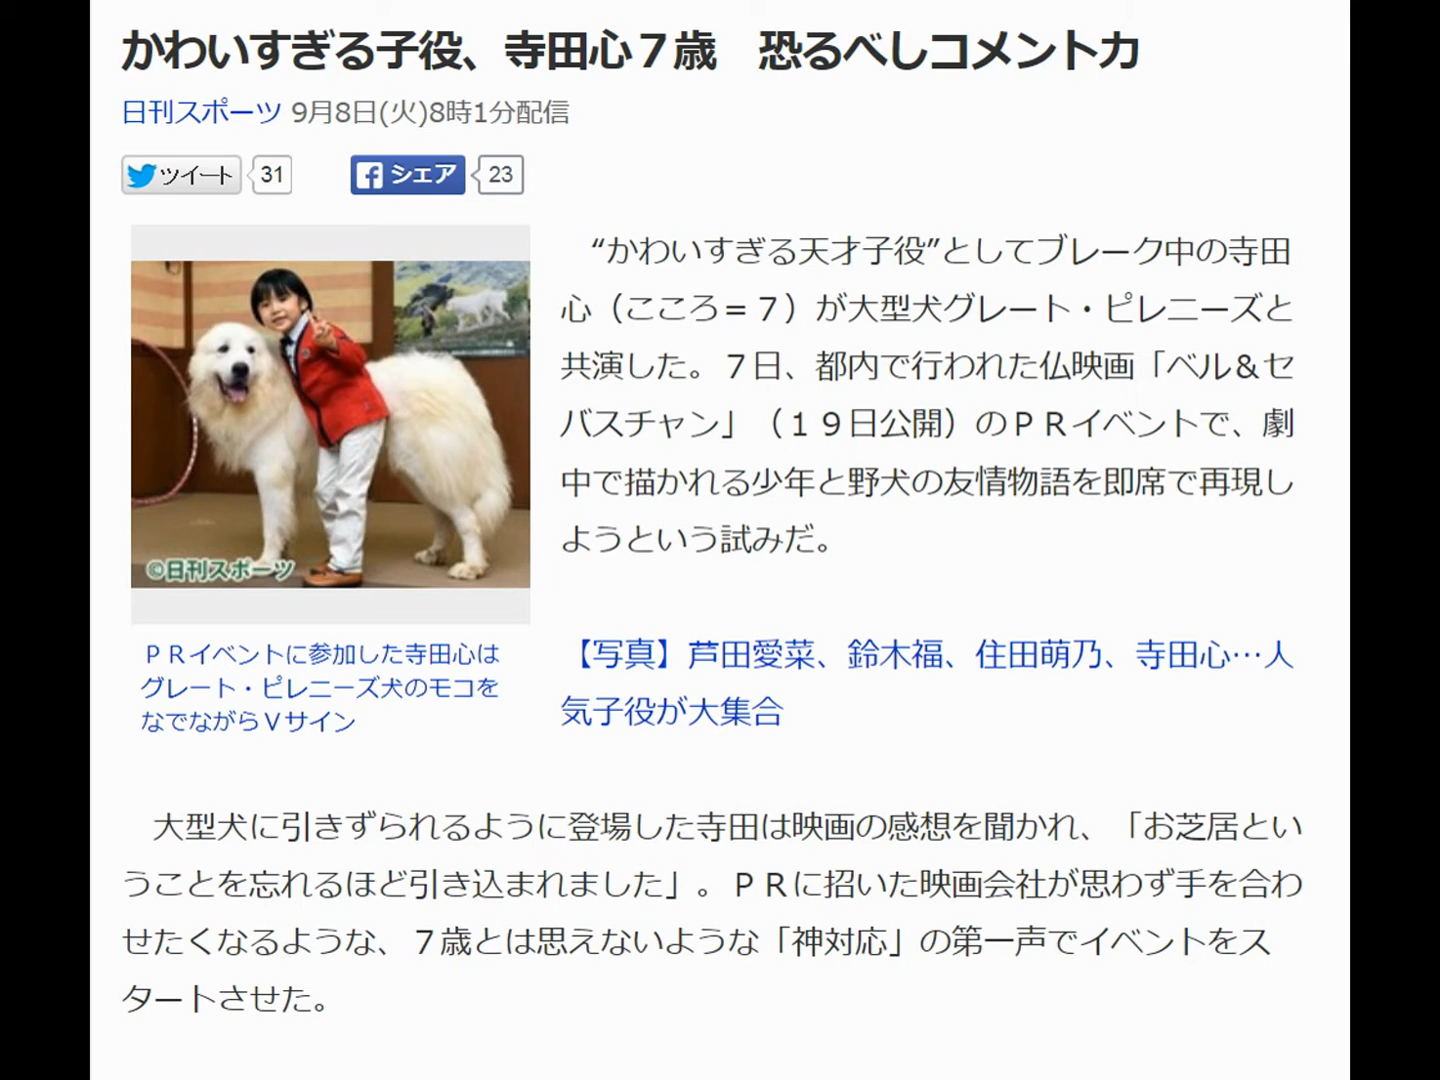 かわいすぎる子役、寺田心７歳　恐るべしコメント力
日刊スポーツ 9月8日(火)8時1分配信
ツイート 31 シェア 23
“かわいすぎる天才子役”としてブレーク中の寺田
心（こころ＝７）が大型犬グレート・ピレニーズと
共演した。７日、都内で行われた仏映画「ベル＆セ
バスチャン」（１９日公開）のＰＲイベントで、劇
中で描かれる少年と野犬の友情物語を即席で再現し
ようという試みだ。
©日刊スポーツ
ＰＲイベントに参加した寺田心は
グレート・ピレニーズ犬のモコを
なでながらＶサイン
【写真】芦田愛菜、鈴木福、住田萌乃、寺田心…人
気子役が大集合
大型犬に引きずられるように登場した寺田は映画の感想を聞かれ、「お芝居とい
うことを忘れるほど引き込まれました」。ＰＲに招いた映画会社が思わず手を合わ
せたくなるような、７歳とは思えないような「神対応」の第一声でイベントをス
タートさせた。